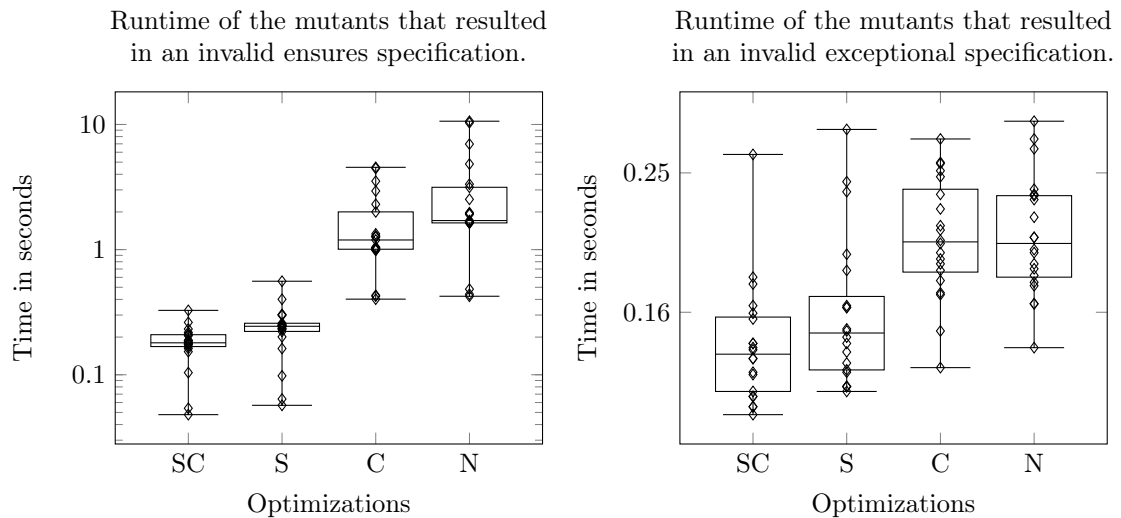 Runtime of the mutants that resulted
in an invalid ensures specification.
Time in seconds
10
1
0.1
SC S C N
Optimizations
Runtime of the mutants that resulted
in an invalid exceptional specification.
Time in seconds
0.25
0.16
SC S C N
Optimizations